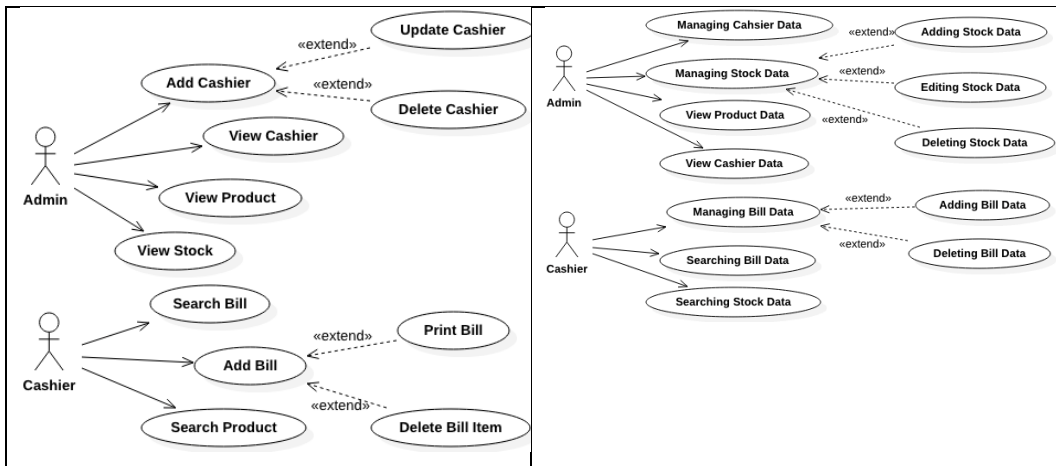 Update Cashier
«extend»
Add Cashier
«extend»
Delete Cashier
View Cashier
Admin
View Product
View Stock
Search Bill
Print Bill
«extend»
Add Bill
Cashier
«extend»
Search Product
Delete Bill Item
Managing Cahsier Data
«extend»
Adding Stock Data
Managing Stock Data
«extend»
Editing Stock Data
Admin
View Product Data
«extend»
Deleting Stock Data
View Cashier Data
Managing Bill Data
«extend»
Adding Bill Data
«extend»
Deleting Bill Data
Searching Bill Data
Cashier
Searching Stock Data